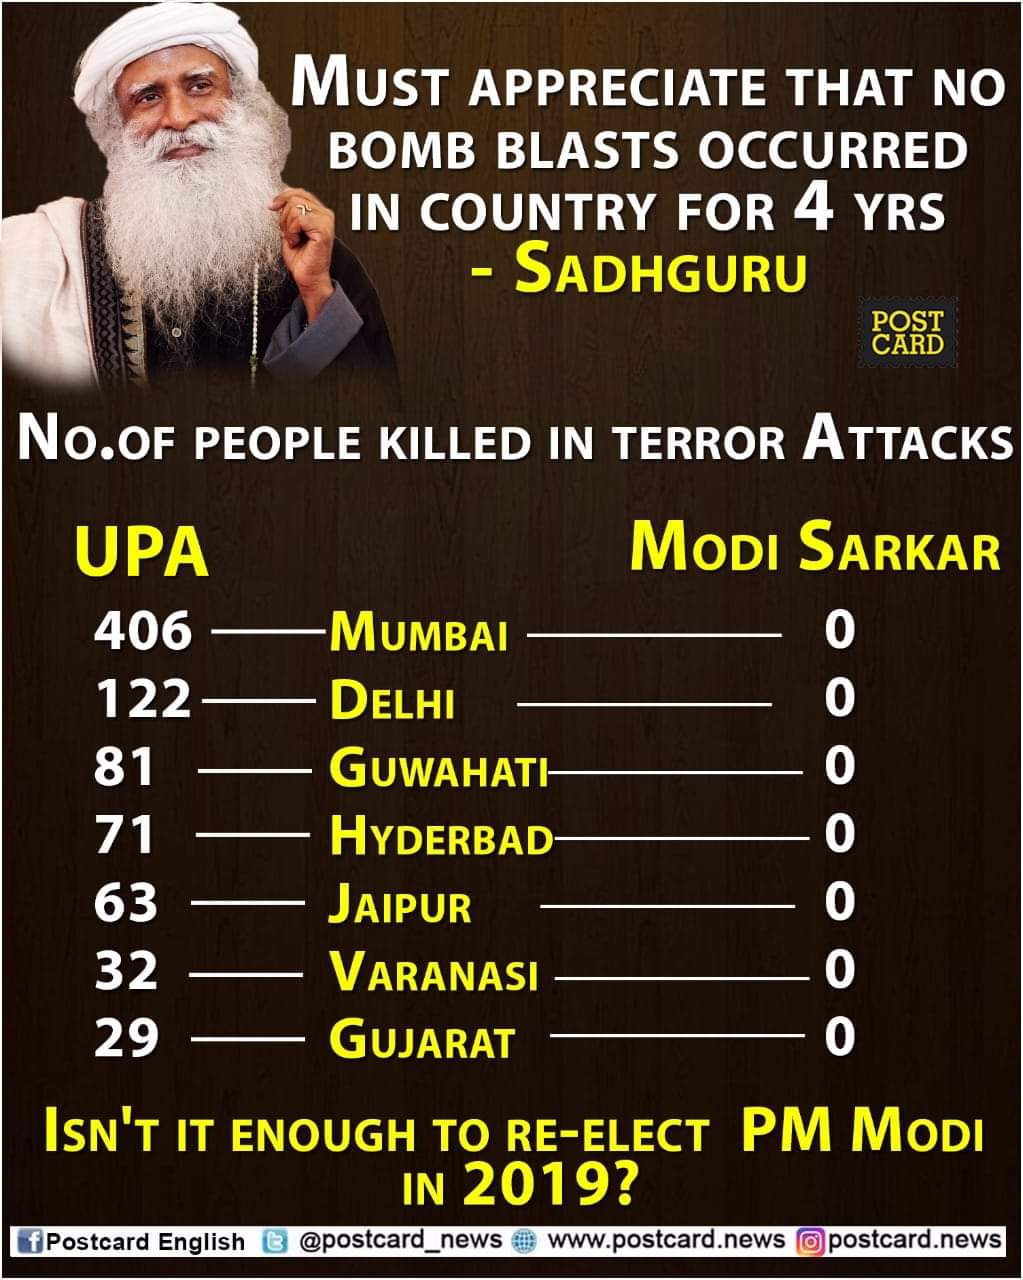 MUST APPRECIATE THAT NO
BOMB BLASTS OCCURRED
IN COUNTRY FOR 4 YRS
- SADHGURU
POST
CARD
NO.OF PEOPLE KILLED IN TERROR ATTACKS
UPA MODI SARKAR
406 MUMBAI 0
122 DELHI 0
81 GUWAHATI 0
71 HYDERBAD 0
63 JAIPUR 0
32 VARANASI 0
29 GUJARAT 0
ISN'T IT ENOUGH TO RE-ELECT PM MODI
IN 2019?
Postcard English @postcard_news www.postcard.news postcard.news